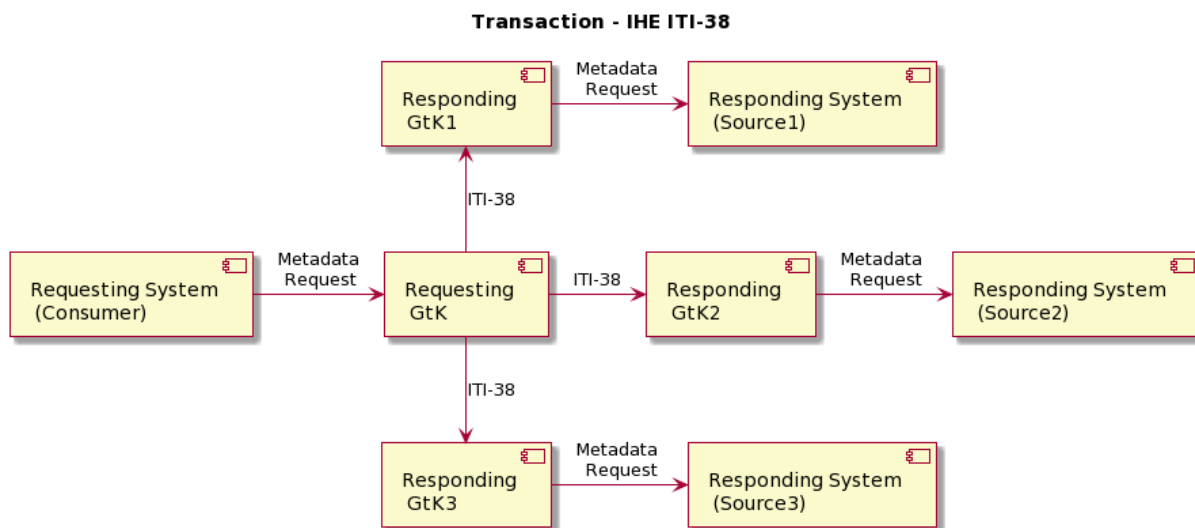 Transaction - IHE ITI-38
Responding
GtK1
Metadata
Request
Responding System
(Source1)
ITI-38
Requesting System
(Consumer)
Metadata
Request
Requesting
GtK
ITI-38
Responding
GtK2
Metadata
Request
Responding System
(Source2)
ITI-38
Responding
GtK3
Metadata
Request
Responding System
(Source3)